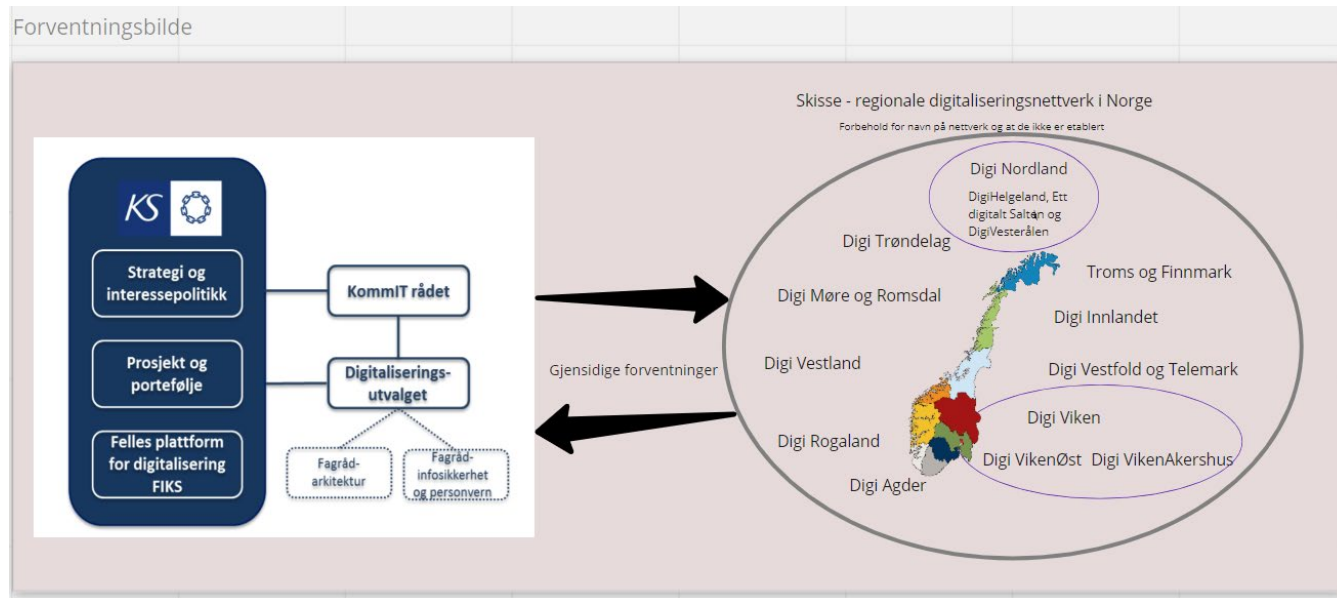 Forventningsbilde
KS
Strategi og
interessepolitikk
Prosjekt og
portefølje
Felles plattform
for digitalisering
FIKS
KommIT rådet
Digitaliserings-
utvalget
Fagråd-
arkitektur
Fagråd-
infosikkerhet
og personvern
Gjensidige forventninger
Skisse - regionale digitaliseringsnettverk i Norge
Forbehold for navn på nettverk og at de ikke er etablert
Digi Nordland
DigiHelgeland, Ett
digitalt Salten og
DigiVesterålen
Digi Trøndelag
Troms og Finnmark
Digi Møre og Romsdal
Digi Innlandet
Digi Vestland
Digi Vestfold og Telemark
Digi Viken
Digi Rogaland
Digi VikenØst Digi VikenAkershus
Digi Agder